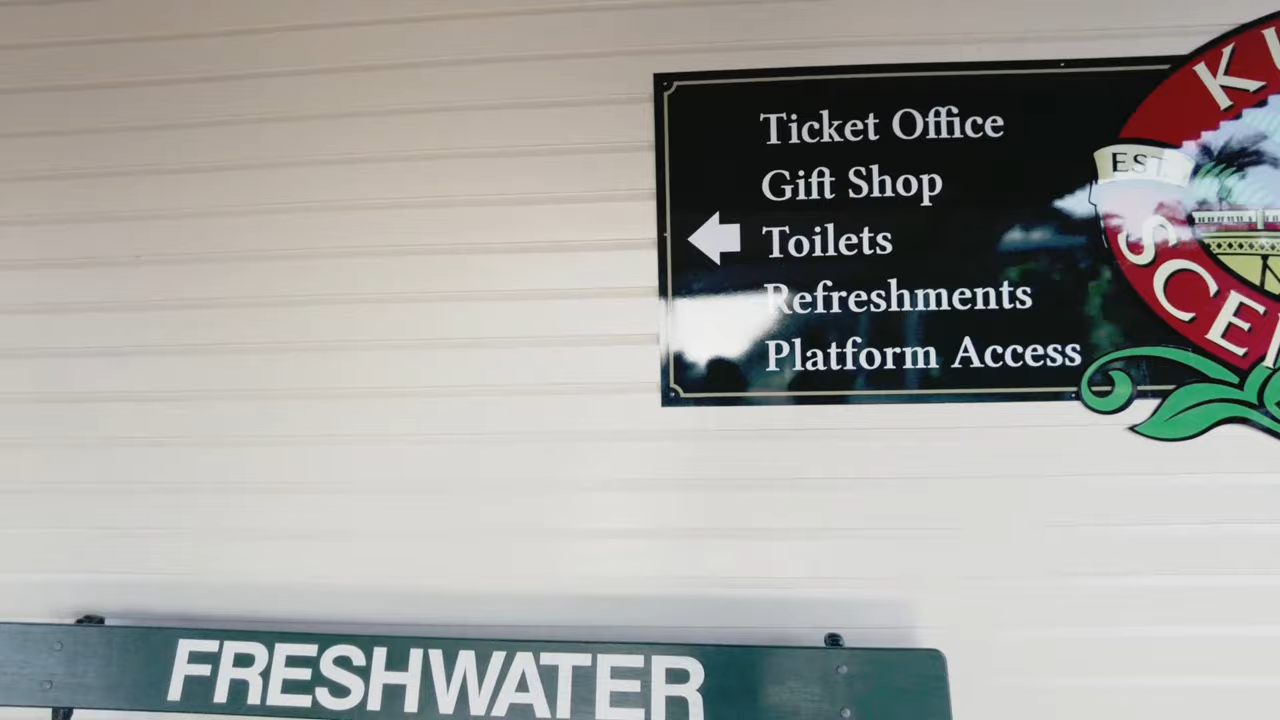 Ticket Office
Gift Shop
Toilets
Refreshments
Platform Access
EST.
FRESHWATER